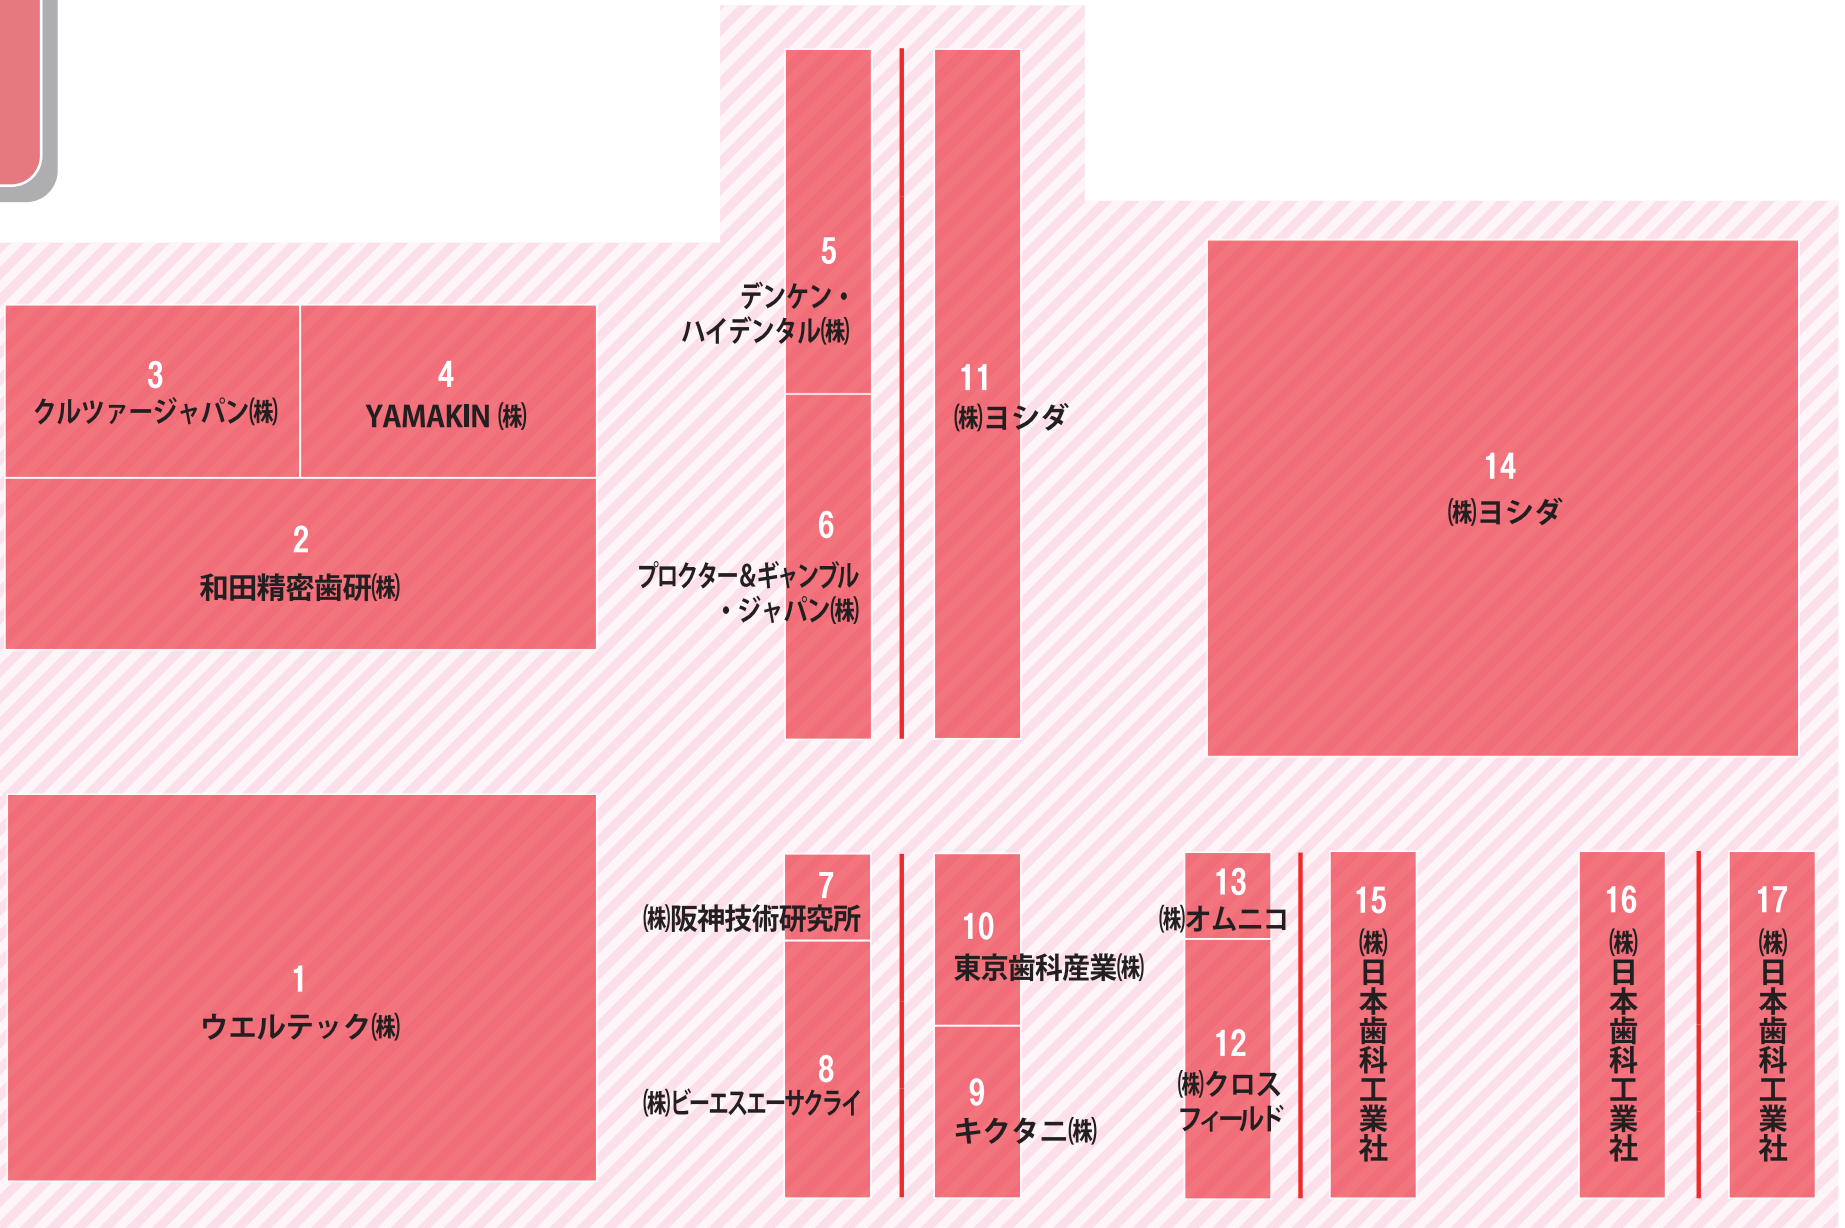 5
デンケン・
ハイデンタル㈱
3
クルツァージャパン㈱
4
YAMAKIN ㈱
11
㈱ヨシダ
14
㈱ヨシダ
2
和田精密歯研㈱
6
プロクター&ギャンブル
・ジャパン㈱
1
ウエルテック㈱
7
㈱阪神技術研究所
8
㈱ビーエスエーサクライ
10
東京歯科産業㈱
9
キクタニ㈱
13
㈱オムニコ
12
㈱クロス
フィールド
15
㈱日本歯科工業社
16
㈱日本歯科工業社
17
㈱日本歯科工業社